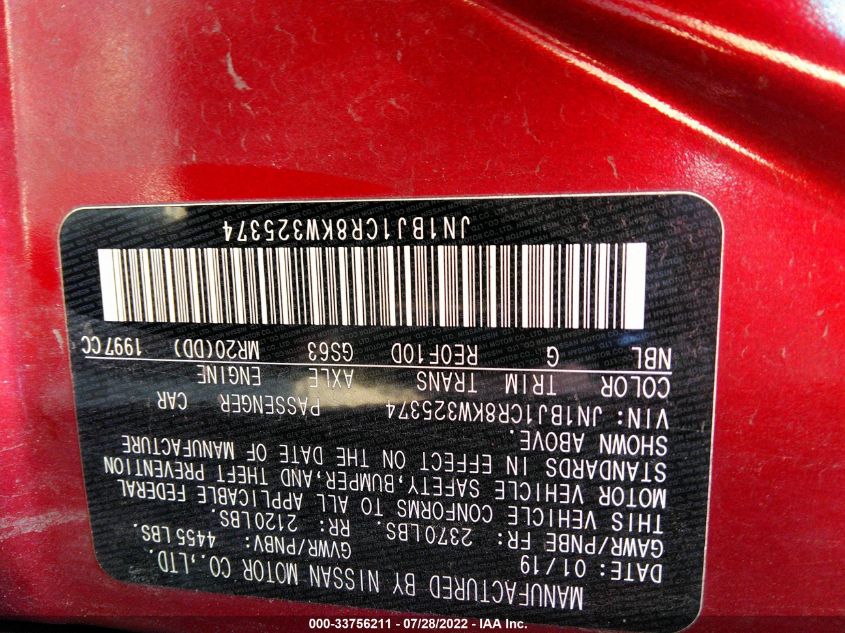 MANUFACTURED BY NISSAN MOTOR CO.,LTD.
DATE: 01/19 GVWR/PNBV: 4455 LBS.
GAWR/PNBE FR: 2370LBS. RR: 2120LBS.
THIS VEHICLE CONFORMS TO ALL APPLICABLE FEDERAL
MOTOR VEHICLE SAFETY,BUMPER,AND THEFT PREVENTION
STANDARDS IN EFFECT ON THE DATE OF MANUFACTURE
SHOWN ABOVE.
VIN: JN1BJ1CR8KW325374 PASSENGER CAR
COLOR TRIM TRANS AXLE ENGINE
NBL G RE0F10D GS63 MR20(DD) 1997CC
JN1BJ1CR8KW325374
000-33756211 - 07/28/2022 - IAA Inc.